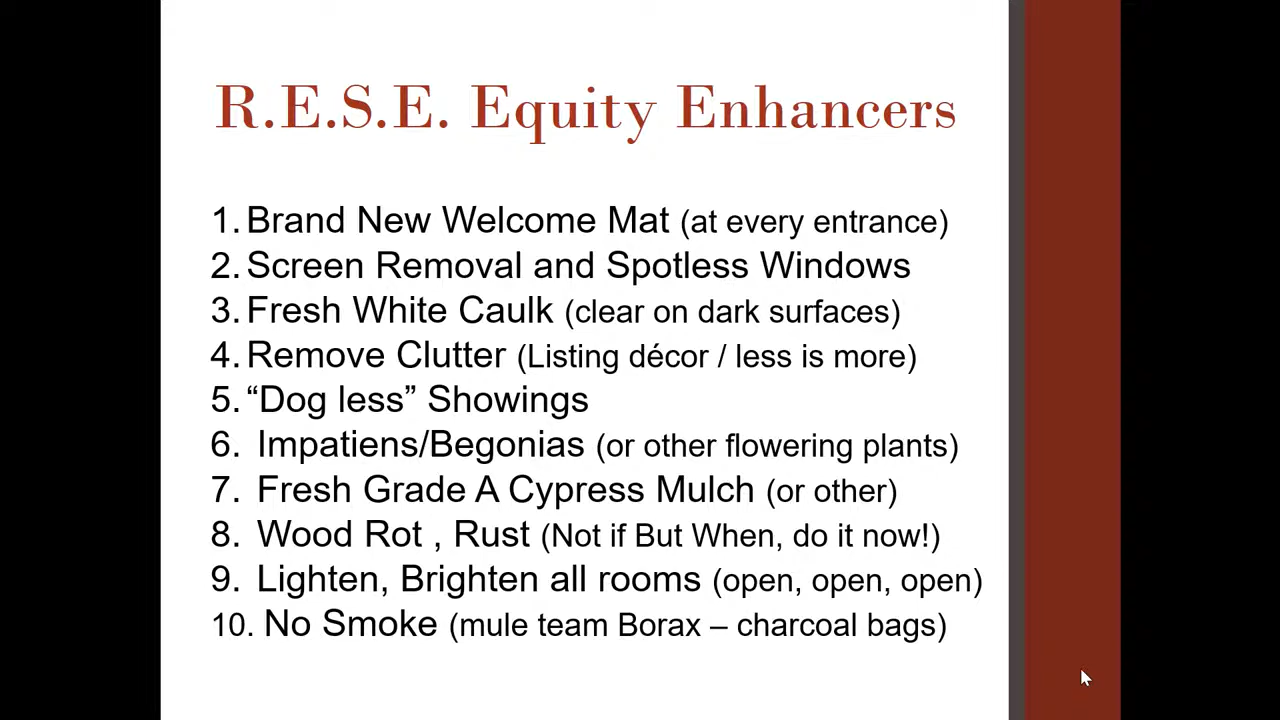 R.E.S.E. Equity Enhancers
1. Brand New Welcome Mat (at every entrance)
2. Screen Removal and Spotless Windows
3. Fresh White Caulk (clear on dark surfaces)
4. Remove Clutter (Listing décor / less is more)
5. “Dog less” Showings
6. Impatiens/Begonias (or other flowering plants)
7. Fresh Grade A Cypress Mulch (or other)
8. Wood Rot , Rust (Not if But When, do it now!)
9. Lighten, Brighten all rooms (open, open, open)
10. No Smoke (mule team Borax – charcoal bags)